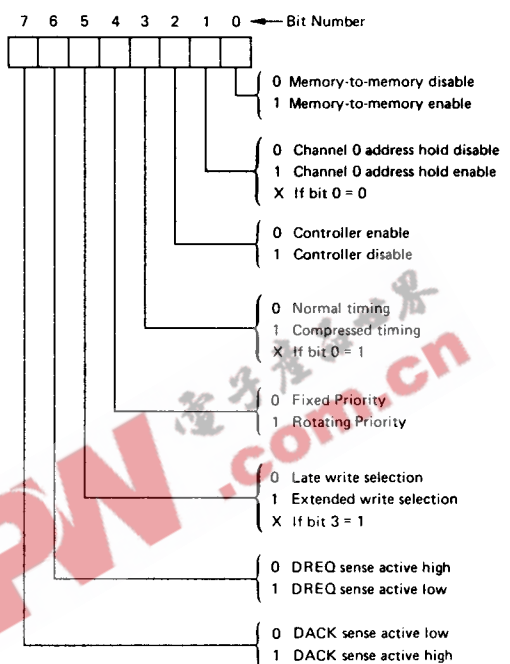 7 6 5 4 3 2 1 0 Bit Number
0 Memory-to-memory disable
1 Memory-to-memory enable
0 Channel 0 address hold disable
1 Channel 0 address hold enable
X If bit 0 = 0
0 Controller enable
1 Controller disable
0 Normal timing
1 Compressed timing
X If bit 0 = 1
0 Fixed Priority
1 Rotating Priority
0 Late write selection
1 Extended write selection
X If bit 3 = 1
0 DREQ sense active high
1 DREQ sense active low
0 DACK sense active low
1 DACK sense active high
PW
.com.cn